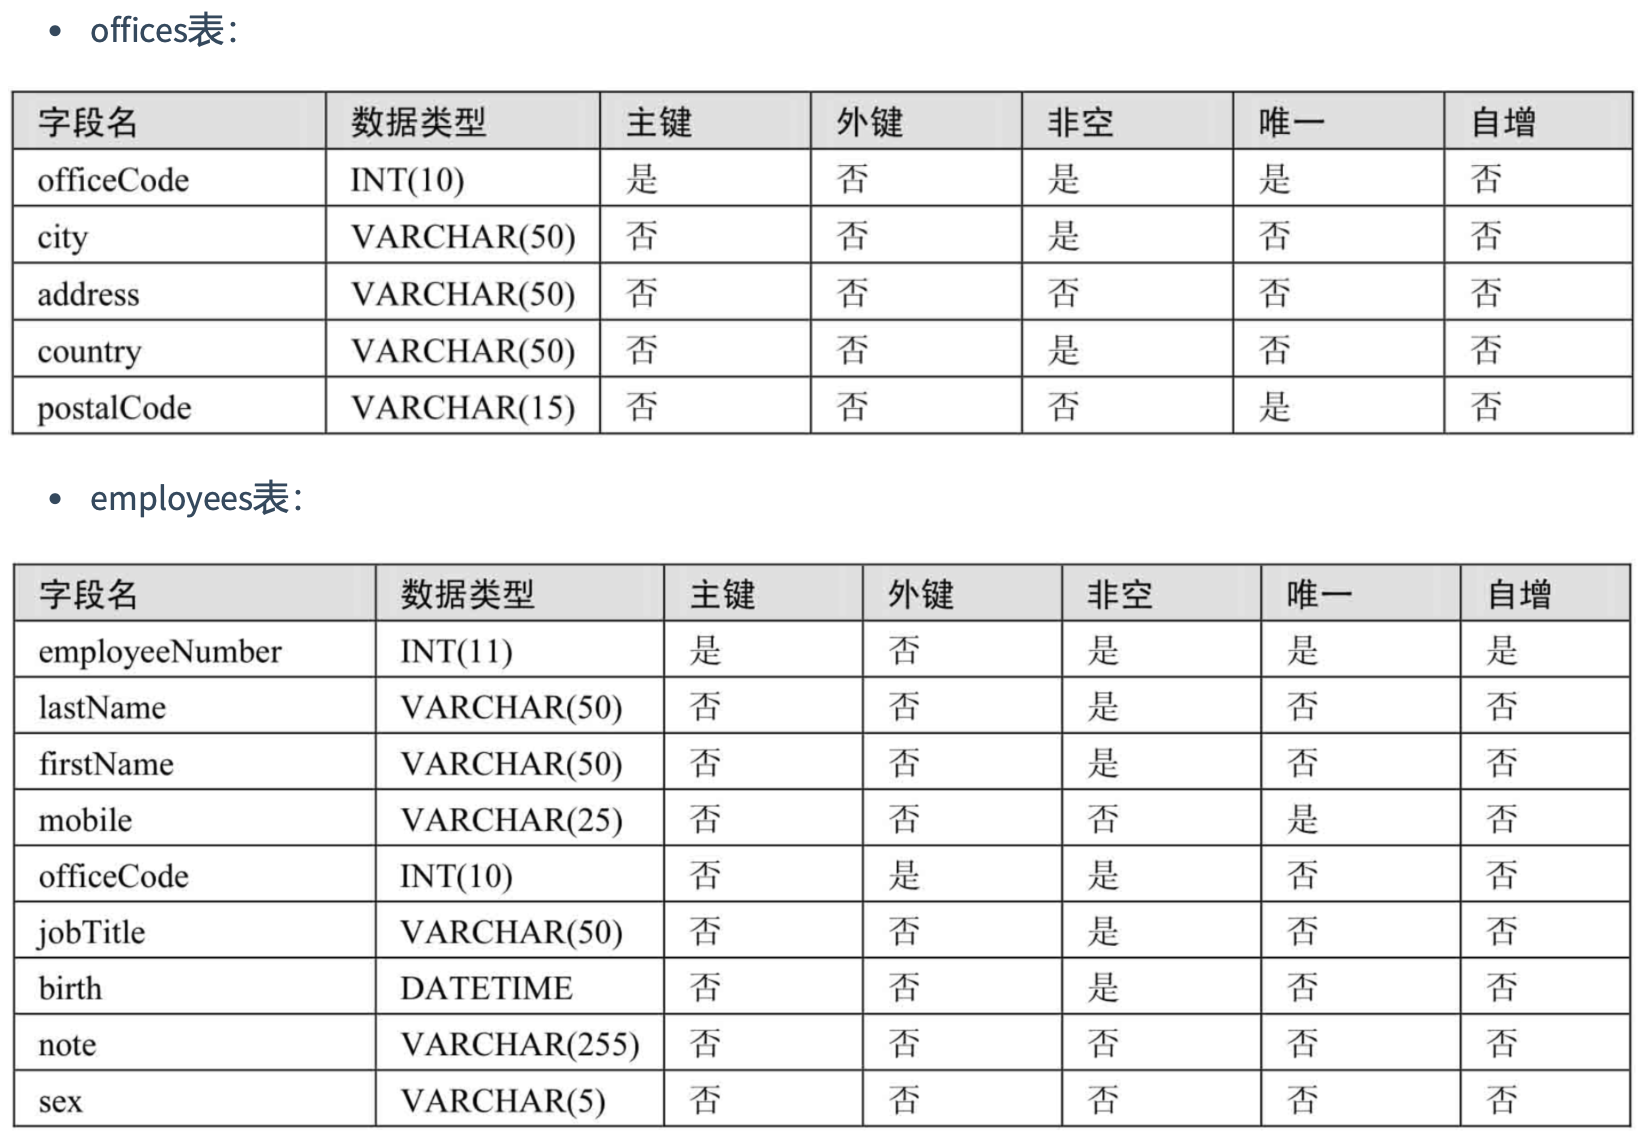 • offices表：
字段名 数据类型 主键 外键 非空 唯一 自增
officeCode INT(10) 是 否 是 是 否
city VARCHAR(50) 否 否 是 否 否
address VARCHAR(50) 否 否 否 否 否
country VARCHAR(50) 否 否 是 否 否
postalCode VARCHAR(15) 否 否 否 是 否
• employees表：
字段名 数据类型 主键 外键 非空 唯一 自增
employeeNumber INT(11) 是 否 是 是 是
lastName VARCHAR(50) 否 否 是 否 否
firstName VARCHAR(50) 否 否 是 否 否
mobile VARCHAR(25) 否 否 否 是 否
officeCode INT(10) 否 是 是 否 否
jobTitle VARCHAR(50) 否 否 是 否 否
birth DATETIME 否 否 是 否 否
note VARCHAR(255) 否 否 否 否 否
sex VARCHAR(5) 否 否 否 否 否